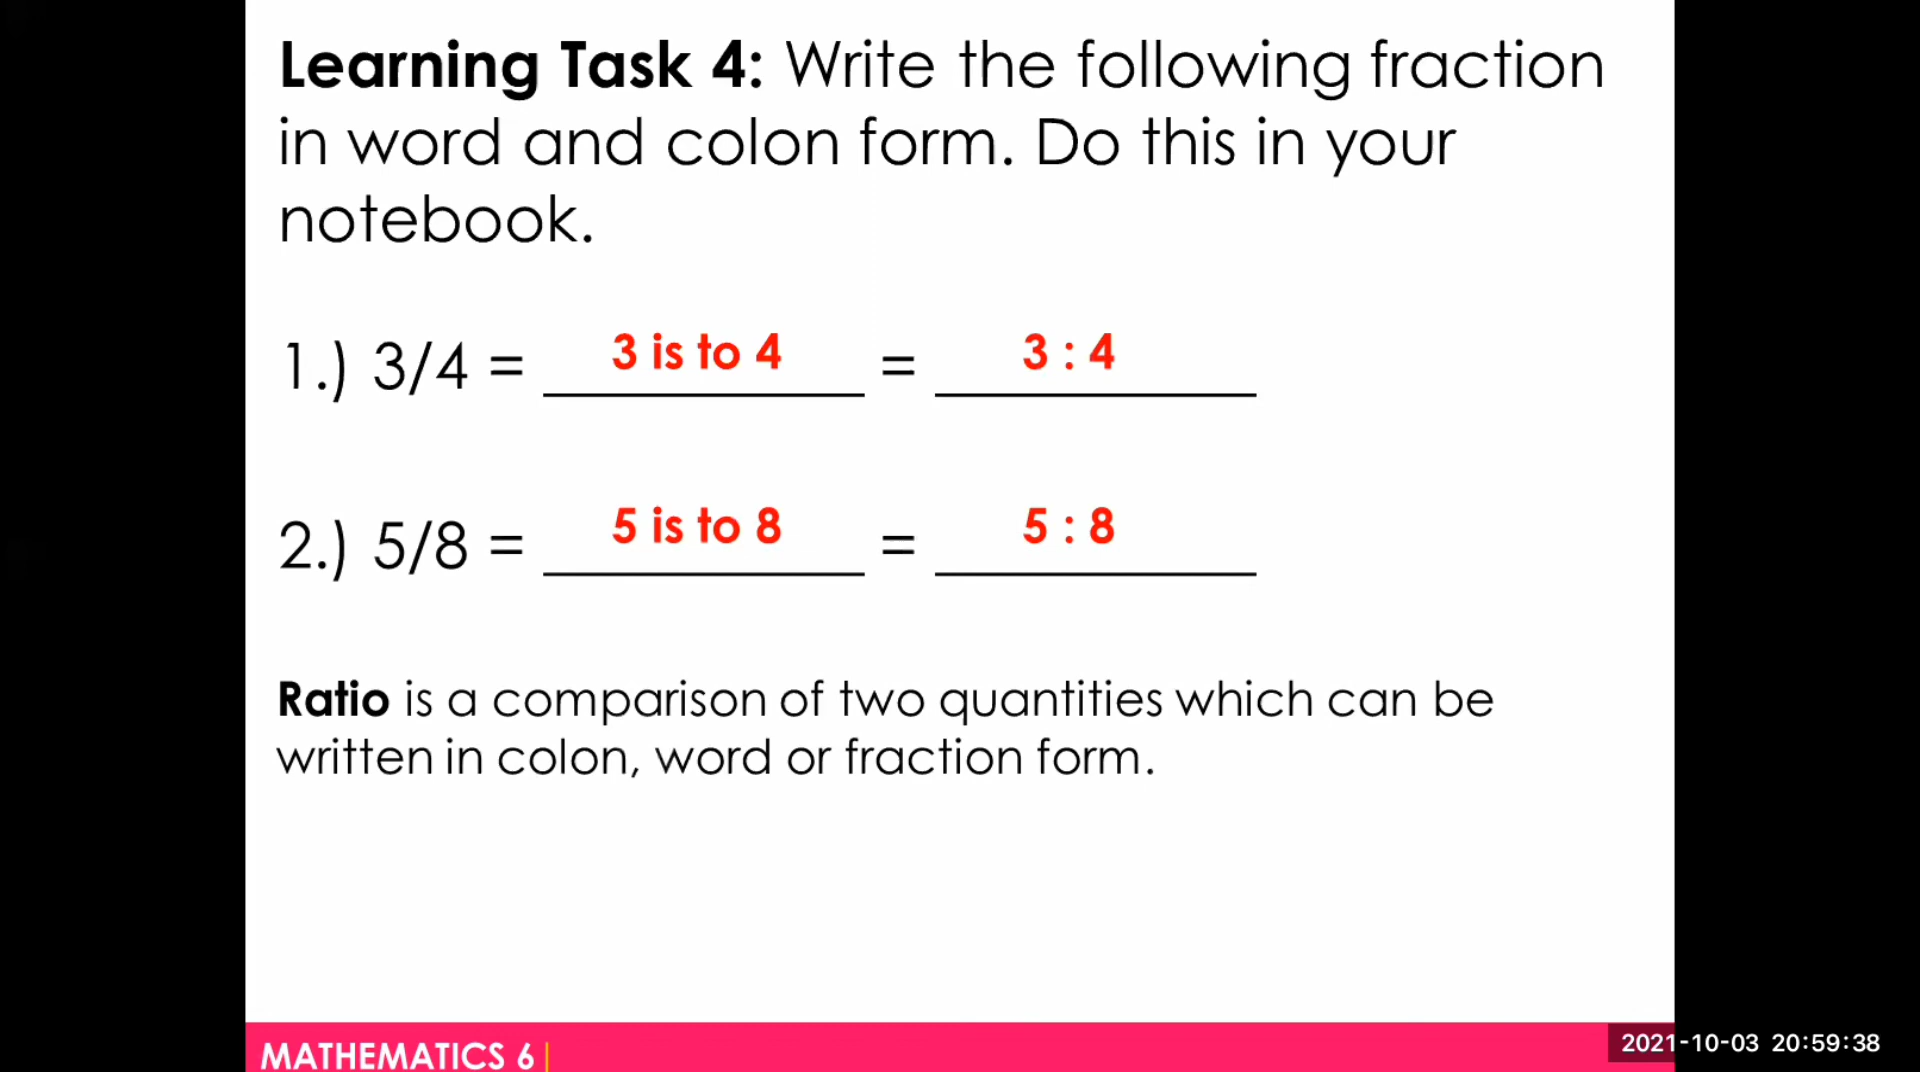 Learning Task 4: Write the following fraction
in word and colon form. Do this in your
notebook.
1.) 3/4 = 3 is to 4 = 3 : 4
2.) 5/8 = 5 is to 8 = 5 : 8
Ratio is a comparison of two quantities which can be
written in colon, word or fraction form.
MATHEMATICS 6|
2021-10-03 20:59:38